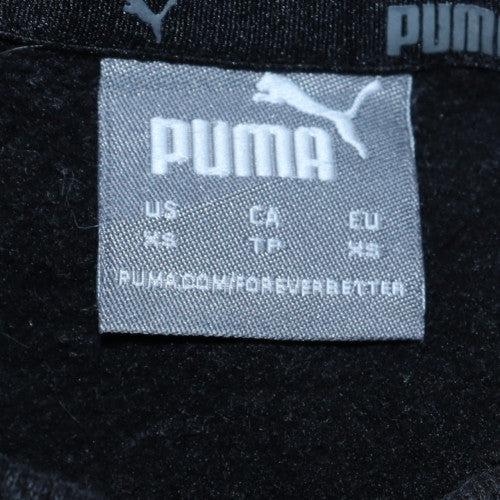 PUMA
PUMA
US CA EU
XS TP XS
PUMA.COM/FOREVERBETTER